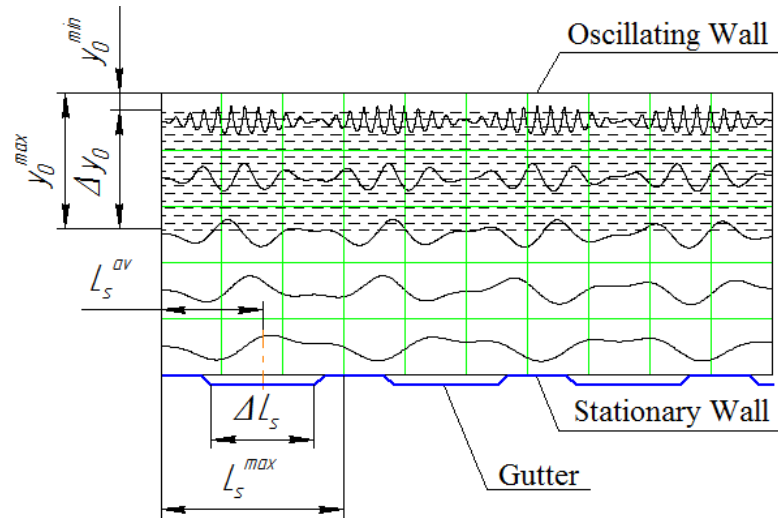 Oscillating Wall
y₀ᵐⁱⁿ
y₀ᵐᵃˣ
Δy₀
Lₛᵃᵛ
ΔLₛ
Stationary Wall
Lₛᵐᵃˣ
Gutter